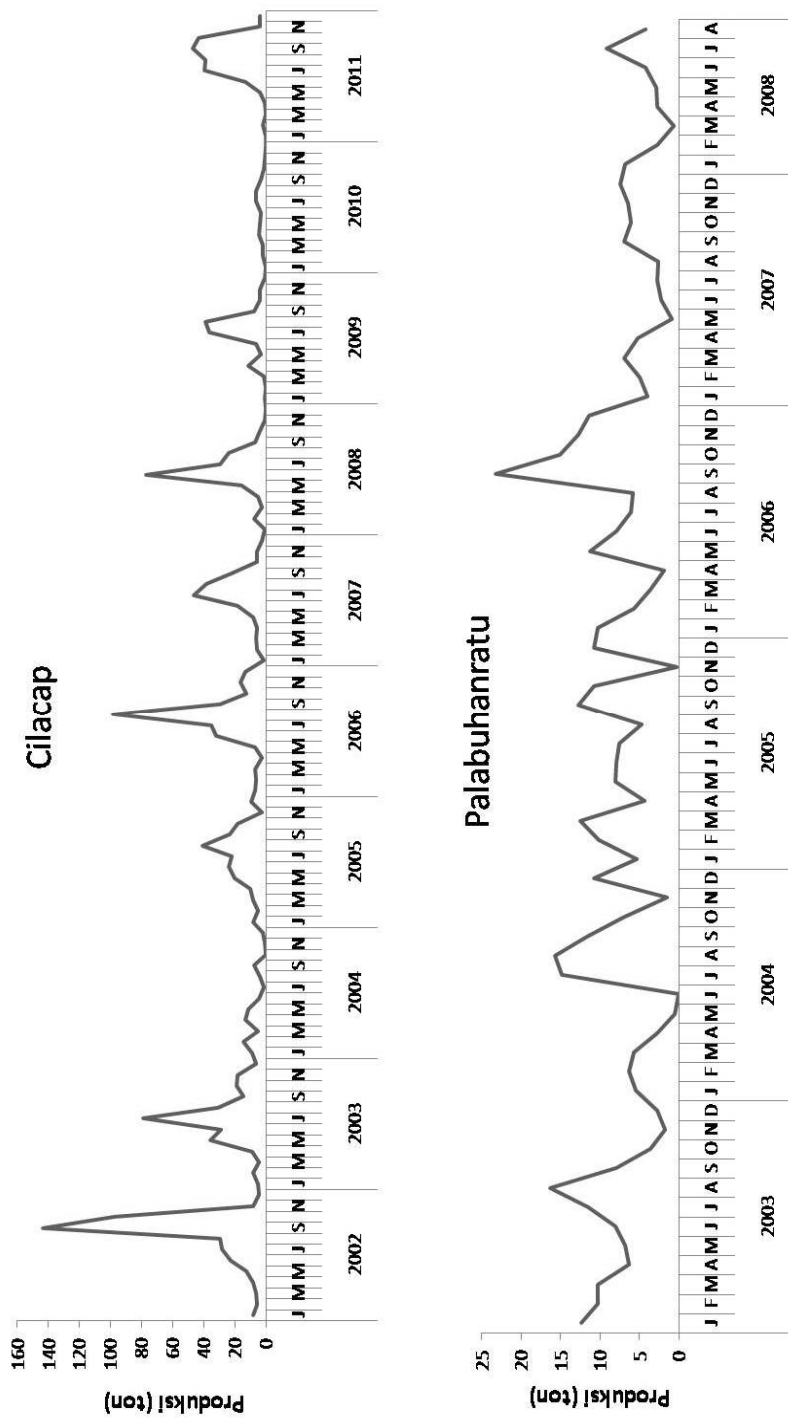 Cilacap
Produksi (ton)
160
140
120
100
80
60
40
20
0
J M M J S N J M M J S N J M M J S N J M M J S N J M M J S N J M M J S N J M M J S N J M M J S N J M M J S N J M M J S N
2002 2003 2004 2005 2006 2007 2008 2009 2010 2011
Palabuhanratu
Produksi (ton)
25
20
15
10
5
0
J F M A M J J A S O N D J F M A M J J A S O N D J F M A M J J A S O N D J F M A M J J A S O N D J F M A M J J A S O N D J F M A M J J A
2003 2004 2005 2006 2007 2008